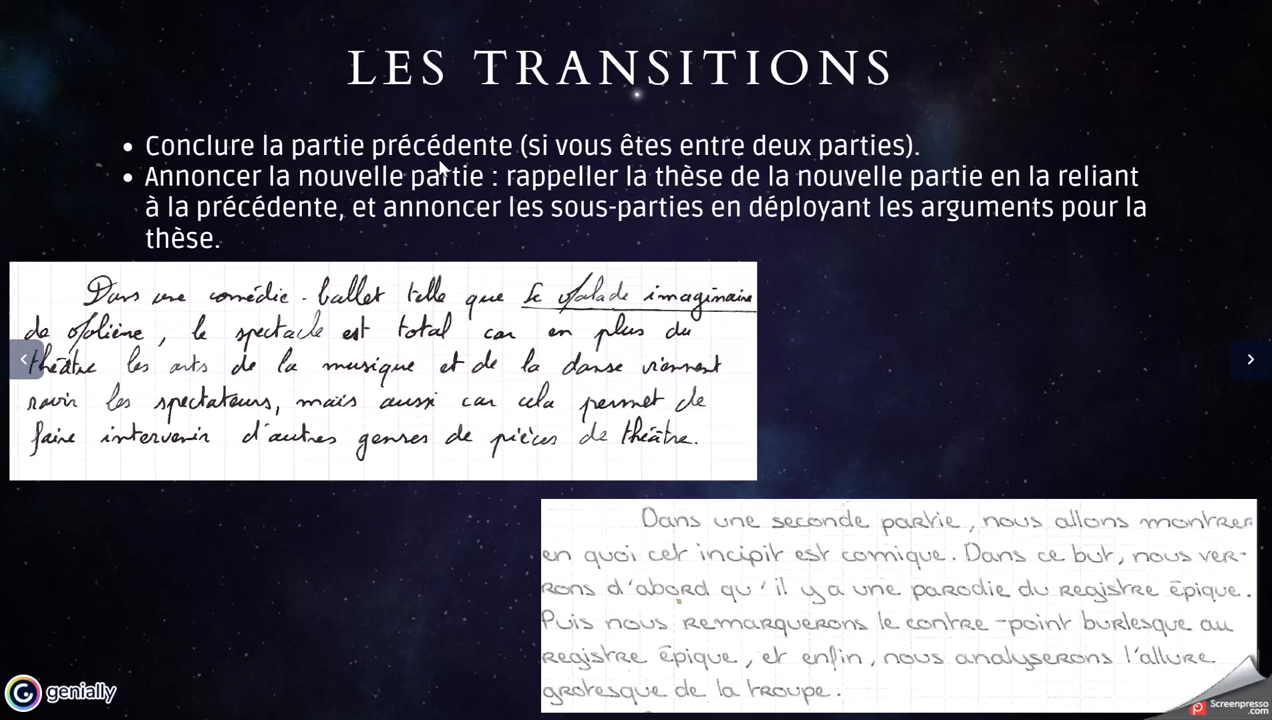 LES TRANSITIONS
• Conclure la partie précédente (si vous êtes entre deux parties).
• Annoncer la nouvelle partie : rappeller la thèse de la nouvelle partie en la reliant
à la précédente, et annoncer les sous-parties en déployant les arguments pour la
thèse.
Dans une comédie-ballet telle que Le Malade imaginaire
de Molière, le spectacle est total car en plus du
théâtre les arts de la musique et de la danse viennent
ravir les spectateurs, mais aussi car cela permet de
faire intervenir d'autres genres de pièces de théâtre.
Dans une seconde partie, nous allons montrer
en quoi cet incipit est comique. Dans ce but, nous ver-
rons d'abord qu'il y a une parodie du registre épique.
Puis nous remarquerons le contre-point burlesque au
registre épique, et enfin, nous analyserons l'allure
grotesque de la troupe.
genially
Screenpresso
.com